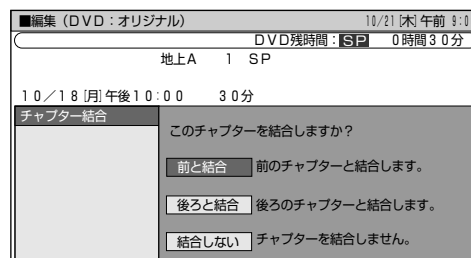 ■編集（DVD：オリジナル） 10/21[木]午前 9:0
DVD残時間：SP 0時間30分
地上A 1 SP
10／18[月]午後10:00 30分
チャプター結合
このチャプターを結合しますか？
前と結合 前のチャプターと結合します。
後ろと結合 後ろのチャプターと結合します。
結合しない チャプターを結合しません。